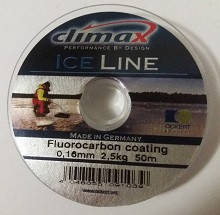 climax
PERFORMANCE BY DESIGN
ICE LINE
MADE IN GERMANY
Fluorocarbon coating
0,16mm 2,5kg 50m